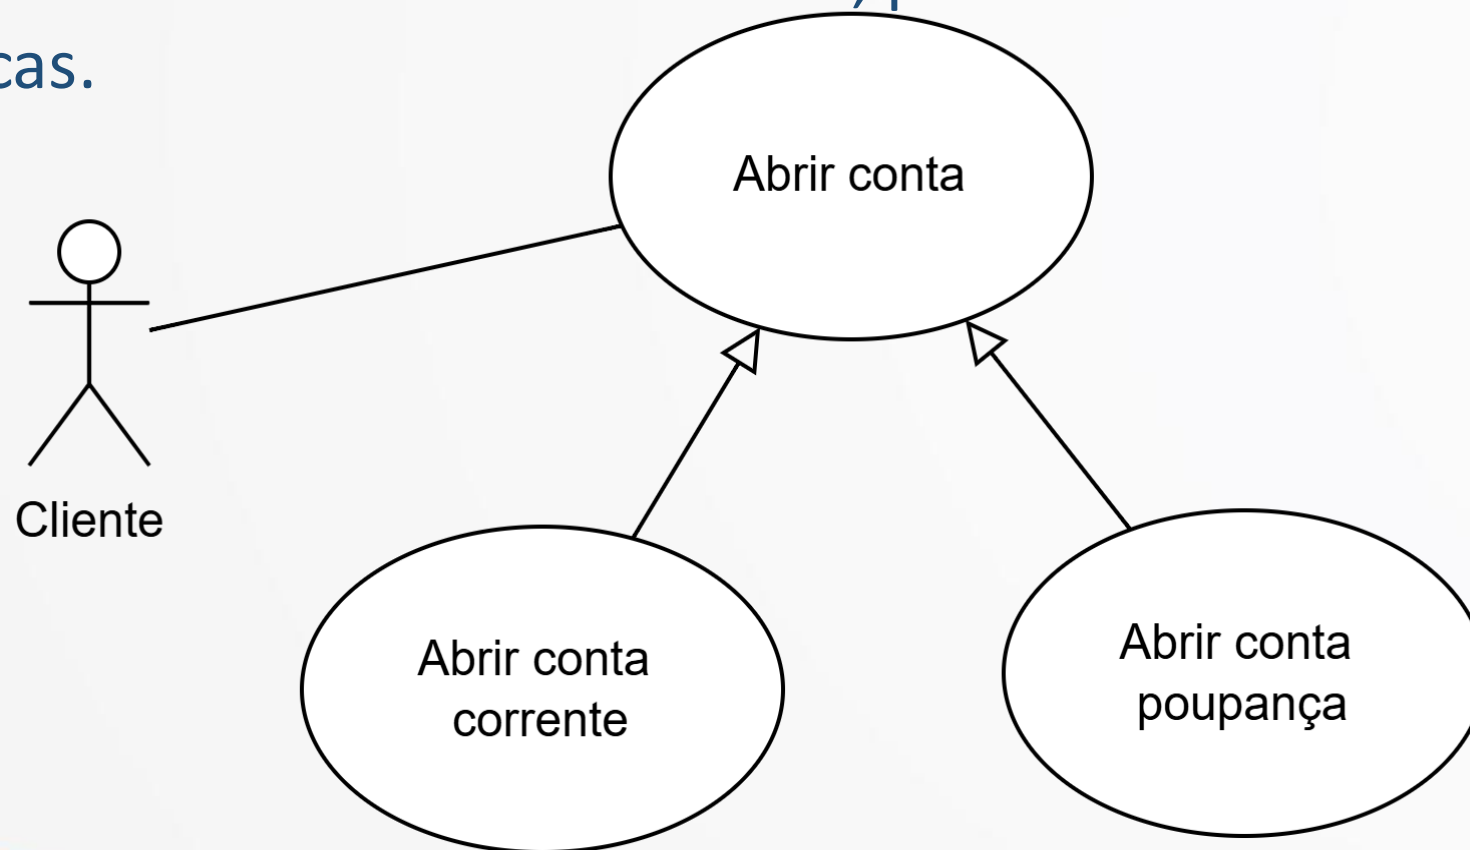 cas.
Abrir conta
Cliente
Abrir conta
corrente
Abrir conta
poupança